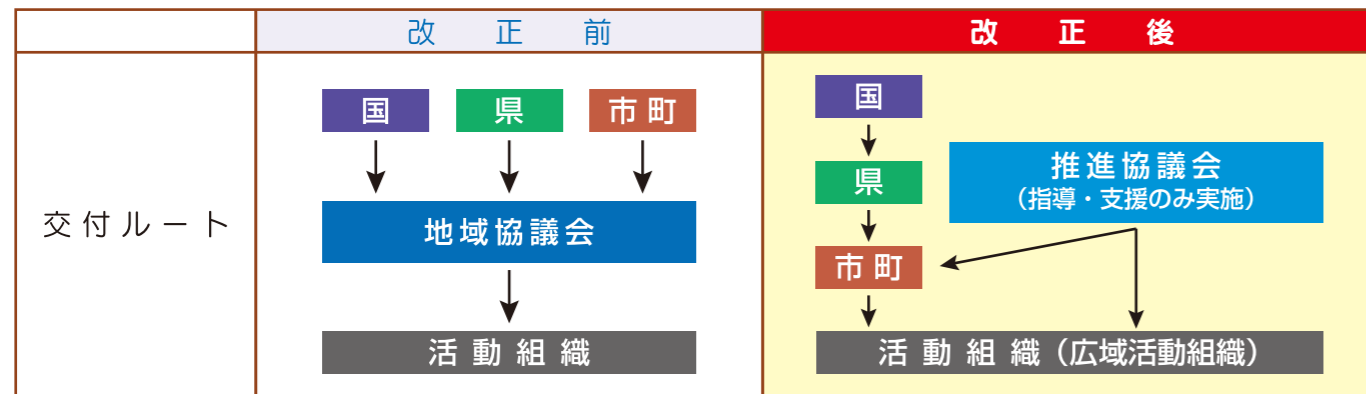 改正前
改正後
交付ルート
国
県
市町
地域協議会
活動組織
国
県
市町
推進協議会
（指導・支援のみ実施）
活動組織（広域活動組織）